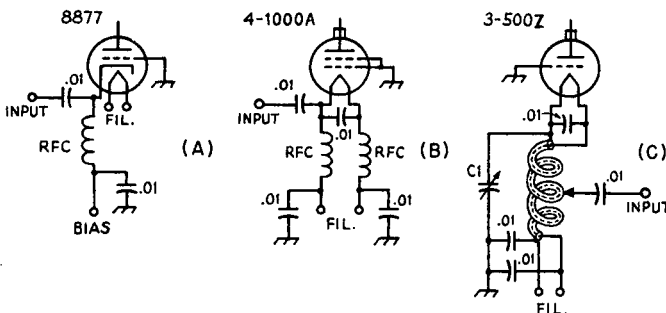 8877
.01
INPUT
FIL.
RFC
(A)
.01
BIAS
4-1000A
.01
INPUT
.01
RFC
RFC
(B)
.01
.01
FIL.
3-500Z
.01
(C)
C1
.01
INPUT
.01
.01
FIL.